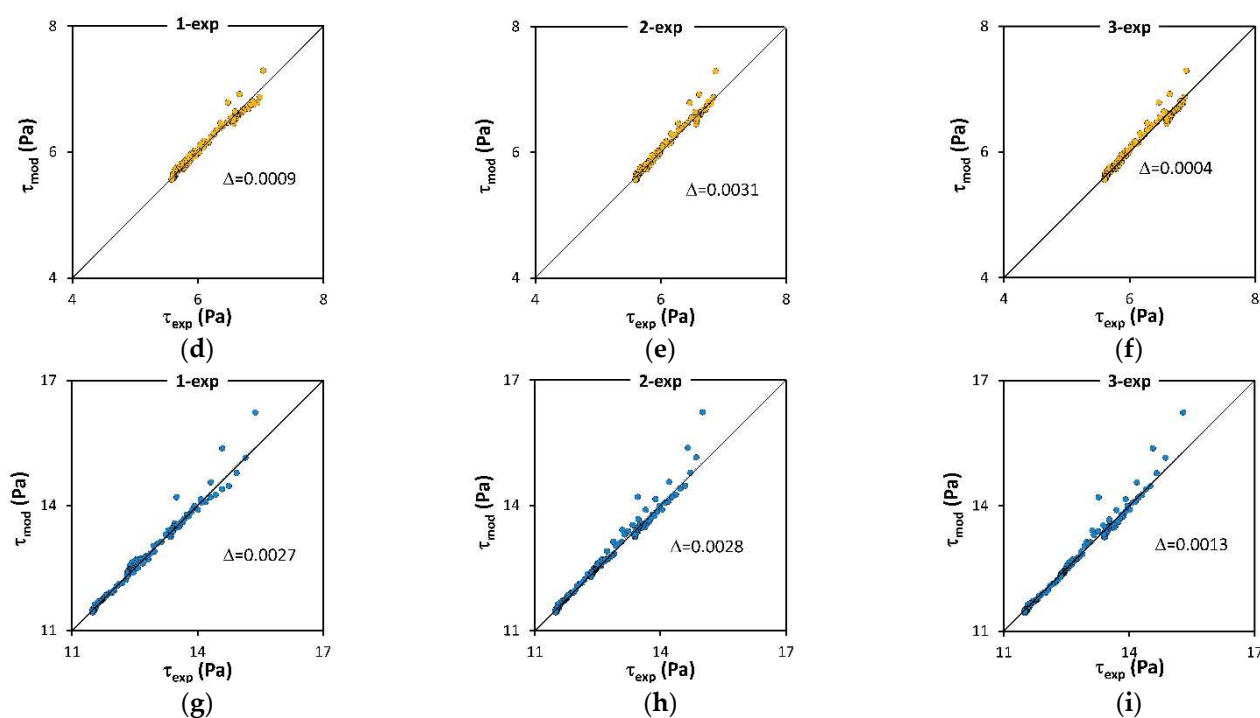 1-exp
8
6
4
τmod (Pa)
Δ=0.0009
4 6 8
τexp (Pa)
(d)
2-exp
8
6
4
τmod (Pa)
Δ=0.0031
4 6 8
τexp (Pa)
(e)
3-exp
8
6
4
τmod (Pa)
Δ=0.0004
4 6 8
τexp (Pa)
(f)
1-exp
17
14
11
τmod (Pa)
Δ=0.0027
11 14 17
τexp (Pa)
(g)
2-exp
17
14
11
τmod (Pa)
Δ=0.0028
11 14 17
τexp (Pa)
(h)
3-exp
17
14
11
τmod (Pa)
Δ=0.0013
11 14 17
τexp (Pa)
(i)